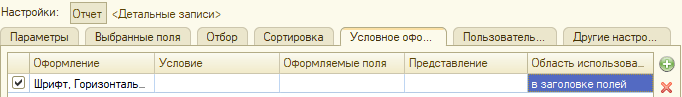 Настройки: Отчет <Детальные записи>
Параметры Выбранные поля Отбор Сортировка Условное офо... Пользователь... Другие настро...
Оформление Условие Оформляемые поля Представление Область использова...
Шрифт, Горизонталь... в заголовке полей